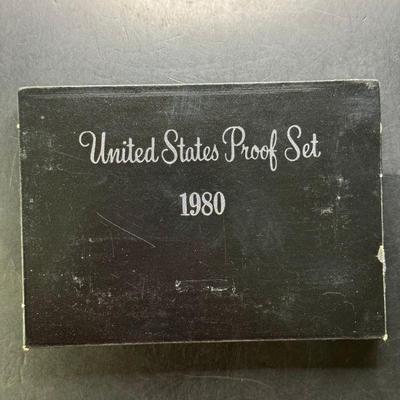 United States Proof Set
1980